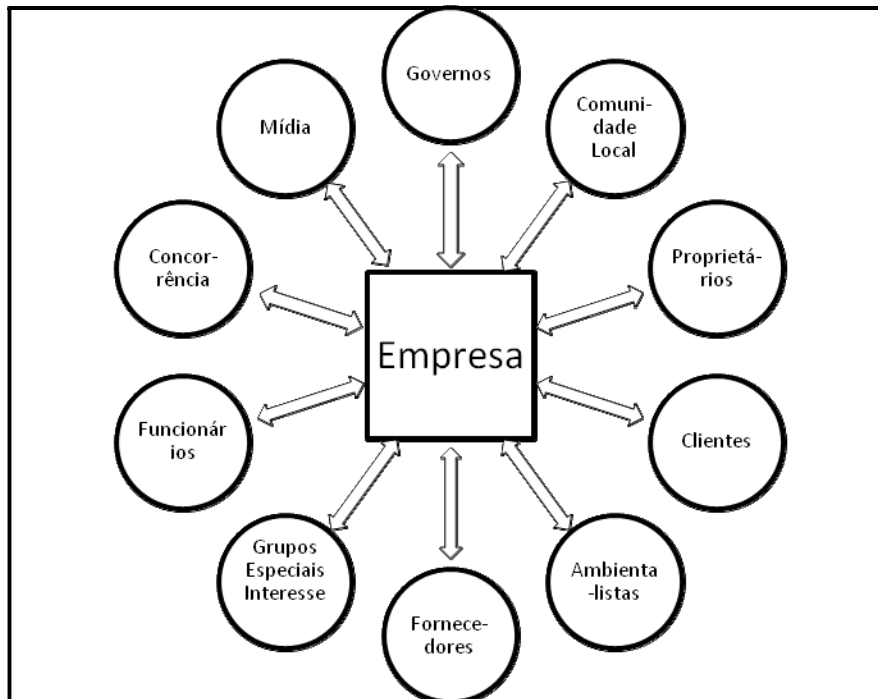 Governos
Mídia
Comuni-
dade
Local
Concor-
rência
Proprietá-
rios
Empresa
Funcionár
ios
Clientes
Grupos
Especiais
Interesse
Ambienta
-listas
Fornece-
dores